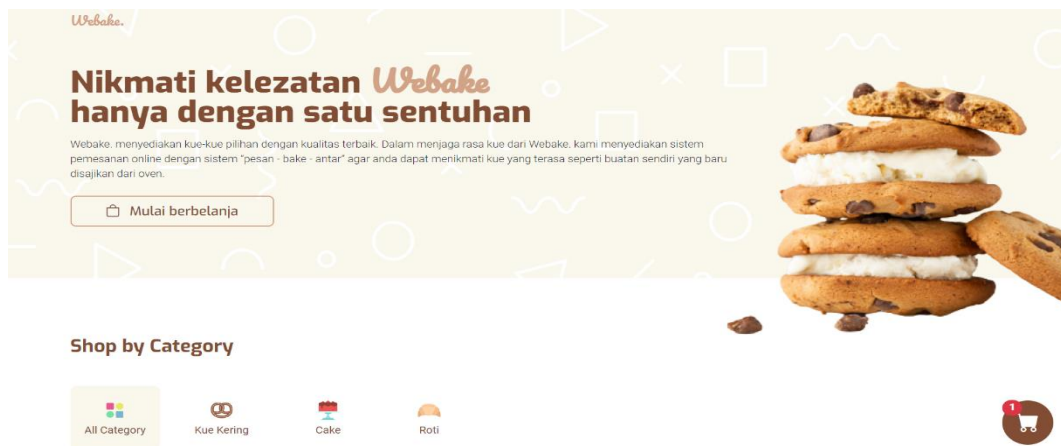 Webake.
Nikmati kelezatan Webake
hanya dengan satu sentuhan
Webake. menyediakan kue-kue pilihan dengan kualitas terbaik. Dalam menjaga rasa kue dari Webake, kami menyediakan sistem
pemesanan online dengan sistem "pesan - bake - antar" agar anda dapat menikmati kue yang terasa seperti buatan sendiri yang baru
disajikan dari oven.
Mulai berbelanja
Shop by Category
All Category
Kue Kering
Cake
Roti
1